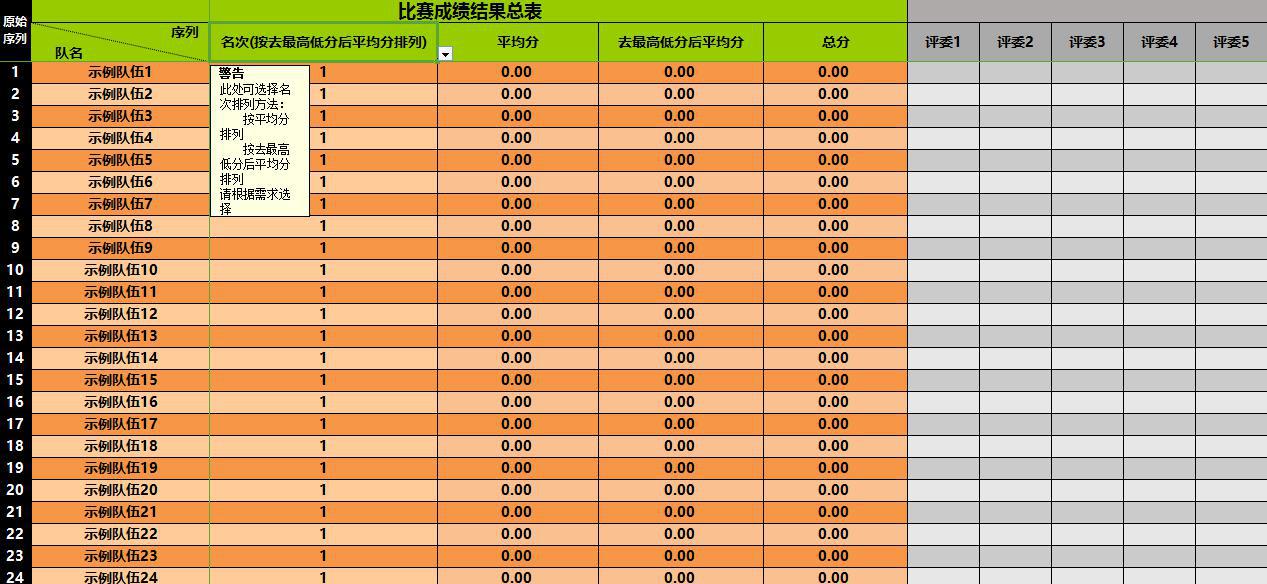 比赛成绩结果总表
原始序列 序列 队名 名次(按去最高低分后平均分排列) 平均分 去最高低分后平均分 总分 评委1 评委2 评委3 评委4 评委5
警告
此处可选择名
次排列方法：
按平均分
排列
按去最高
低分后平均分
排列
请根据需求选
择
1 示例队伍1 1 0.00 0.00 0.00
2 示例队伍2 1 0.00 0.00 0.00
3 示例队伍3 1 0.00 0.00 0.00
4 示例队伍4 1 0.00 0.00 0.00
5 示例队伍5 1 0.00 0.00 0.00
6 示例队伍6 1 0.00 0.00 0.00
7 示例队伍7 1 0.00 0.00 0.00
8 示例队伍8 1 0.00 0.00 0.00
9 示例队伍9 1 0.00 0.00 0.00
10 示例队伍10 1 0.00 0.00 0.00
11 示例队伍11 1 0.00 0.00 0.00
12 示例队伍12 1 0.00 0.00 0.00
13 示例队伍13 1 0.00 0.00 0.00
14 示例队伍14 1 0.00 0.00 0.00
15 示例队伍15 1 0.00 0.00 0.00
16 示例队伍16 1 0.00 0.00 0.00
17 示例队伍17 1 0.00 0.00 0.00
18 示例队伍18 1 0.00 0.00 0.00
19 示例队伍19 1 0.00 0.00 0.00
20 示例队伍20 1 0.00 0.00 0.00
21 示例队伍21 1 0.00 0.00 0.00
22 示例队伍22 1 0.00 0.00 0.00
23 示例队伍23 1 0.00 0.00 0.00
24 示例队伍24 1 0.00 0.00 0.00